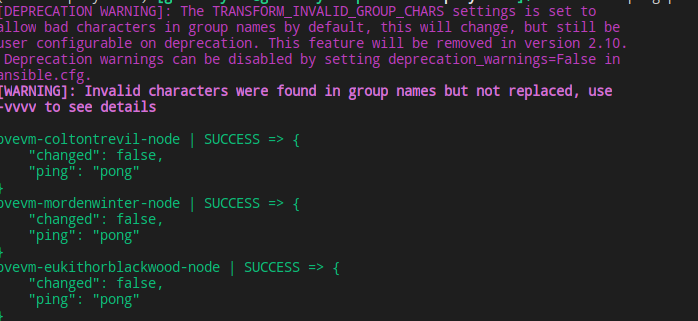 [DEPRECATION WARNING]: The TRANSFORM_INVALID_GROUP_CHARS settings is set to
allow bad characters in group names by default, this will change, but still be
user configurable on deprecation. This feature will be removed in version 2.10.
Deprecation warnings can be disabled by setting deprecation_warnings=False in
ansible.cfg.
[WARNING]: Invalid characters were found in group names but not replaced, use
-vvvv to see details
pvevm-coltontrevil-node | SUCCESS => {
"changed": false,
"ping": "pong"
}
pvevm-mordenwinter-node | SUCCESS => {
"changed": false,
"ping": "pong"
}
pvevm-eukithorblackwood-node | SUCCESS => {
"changed": false,
"ping": "pong"
}